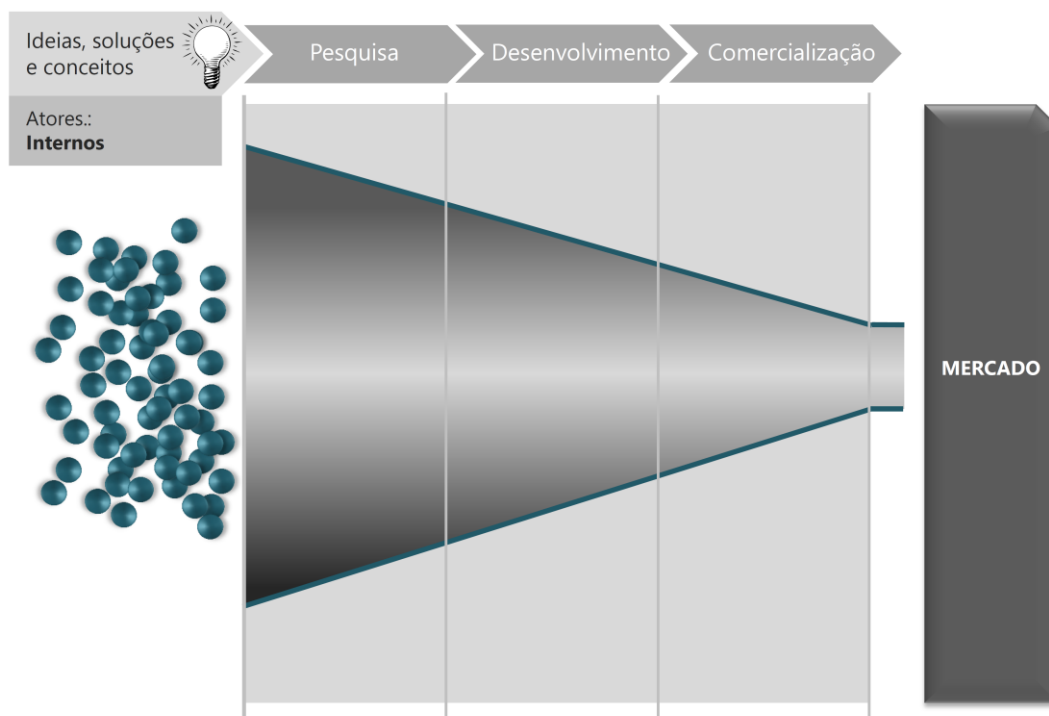 Ideias, soluções
e conceitos
Pesquisa
Desenvolvimento
Comercialização
Atores.:
Internos
MERCADO